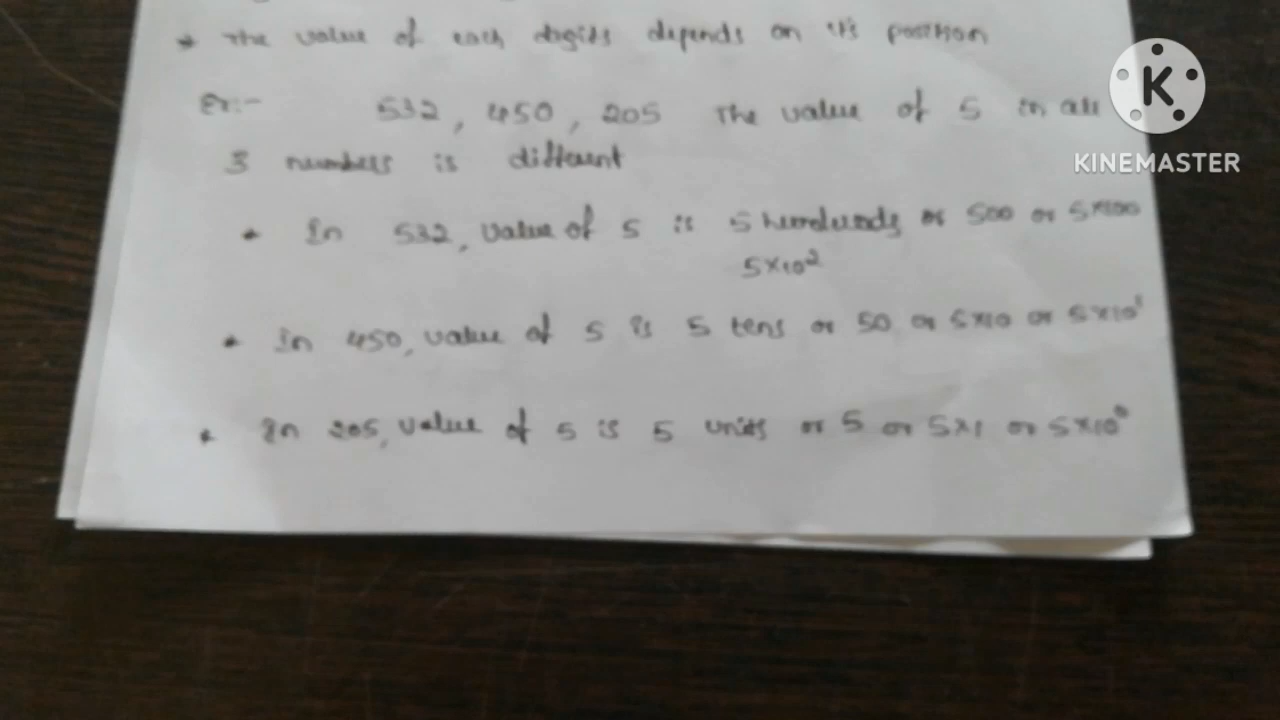 * The value of each digits depends on it's position
Ex:- 532, 450, 205 The value of 5 in all
3 numbers is different
* In 532, value of 5 is 5 hundreds or 500 or 5×100
5×10²
* In 450, value of 5 is 5 tens or 50 or 5×10 or 5×10¹
* In 205, value of 5 is 5 units or 5 or 5×1 or 5×10⁰
K
KINEMASTER